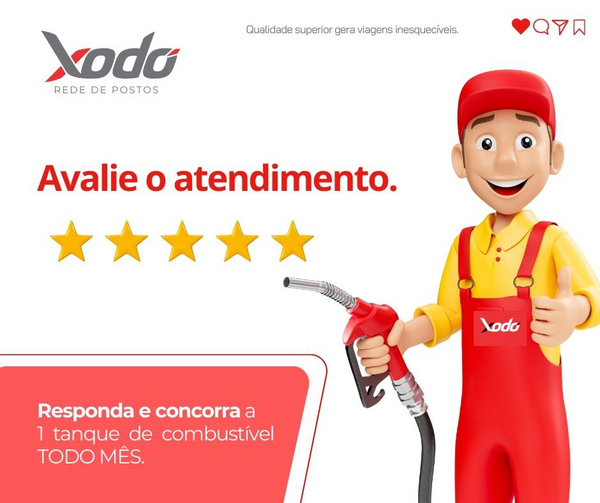 Qualidade superior gera viagens inesquecíveis.
Xodó
REDE DE POSTOS
Avalie o atendimento.
Xodó
Responda e concorra a
1 tanque de combustível
TODO MÊS.